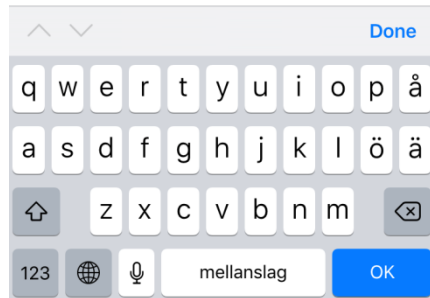 Done
q w e r t y u i o p å
a s d f g h j k l ö ä
z x c v b n m
123 mellanslag OK